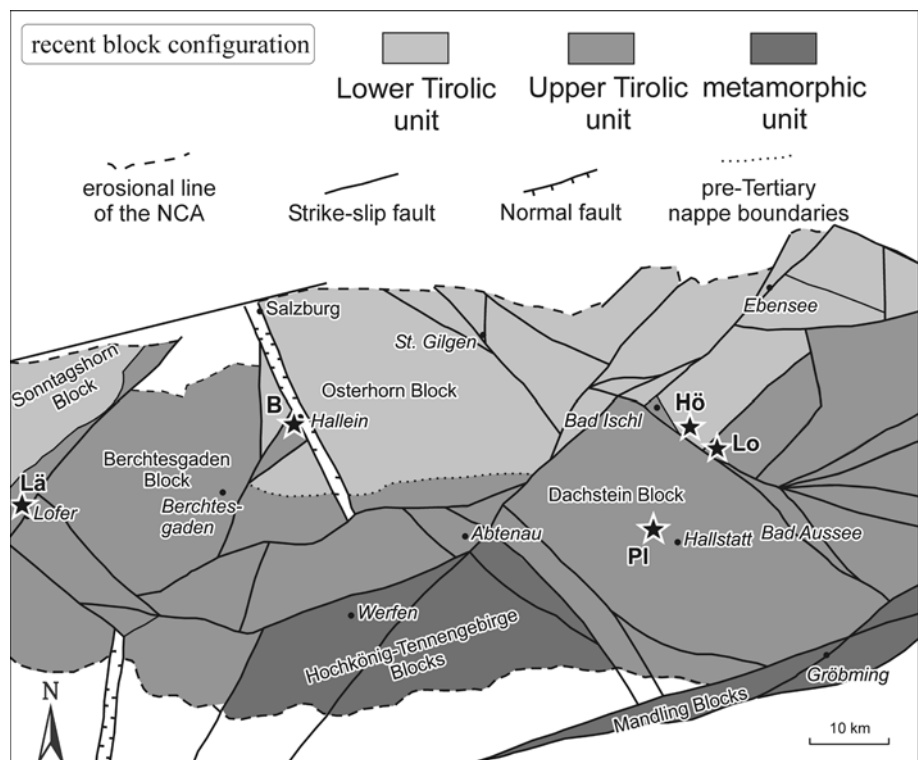 recent block configuration
Lower Tirolic
unit
Upper Tirolic
unit
metamorphic
unit
erosional line
of the NCA
Strike-slip fault
Normal fault
pre-Tertiary
nappe boundaries
Salzburg
Ebensee
St. Gilgen
Sonntagshorn
Block
Osterhorn Block
B
Hallein
Bad Ischl
Hö
Lo
Berchtesgaden
Block
Lä
Lofer
Berchtes-
gaden
Dachstein Block
Abtenau
Pl
Hallstatt
Bad Aussee
Werfen
Hochkönig-Tennengebirge
Blocks
Gröbming
Mandling Blocks
N
10 km